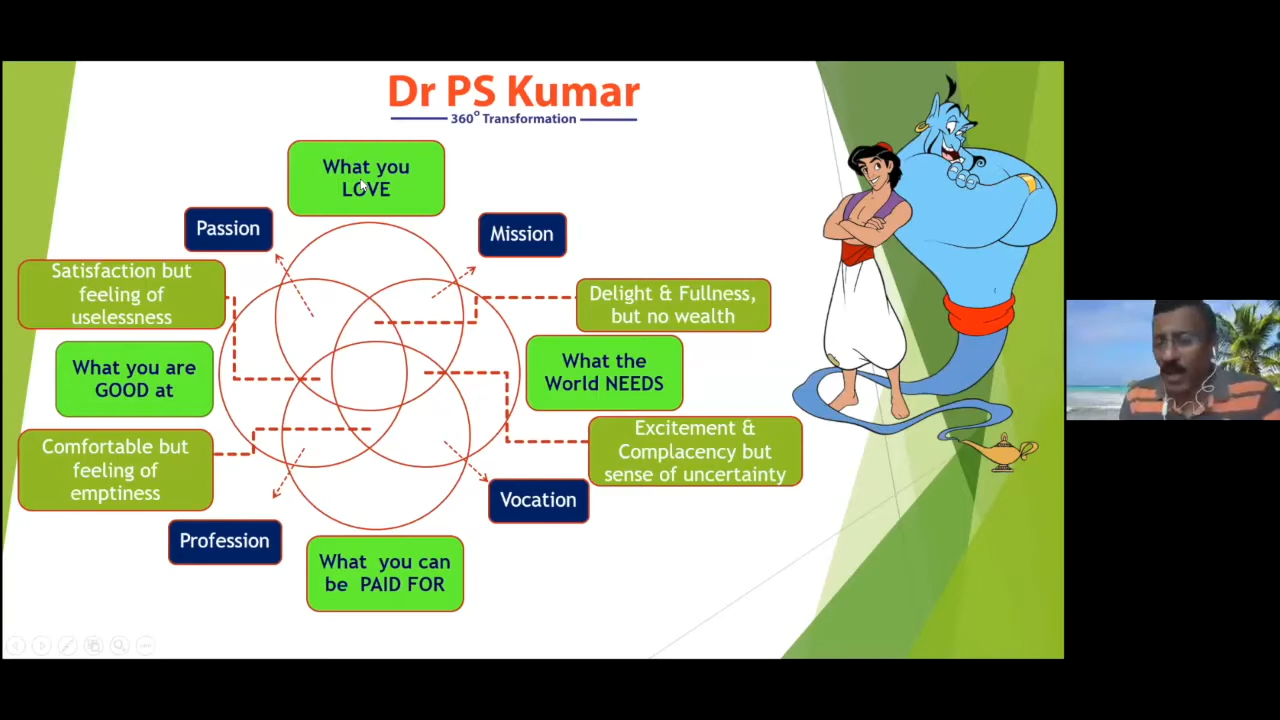 Dr PS Kumar
360° Transformation
What you
LOVE
Passion
Mission
Satisfaction but
feeling of
uselessness
Delight & Fullness,
but no wealth
What you are
GOOD at
What the
World NEEDS
Comfortable but
feeling of
emptiness
Excitement &
Complacency but
sense of uncertainty
Vocation
Profession
What you can
be PAID FOR